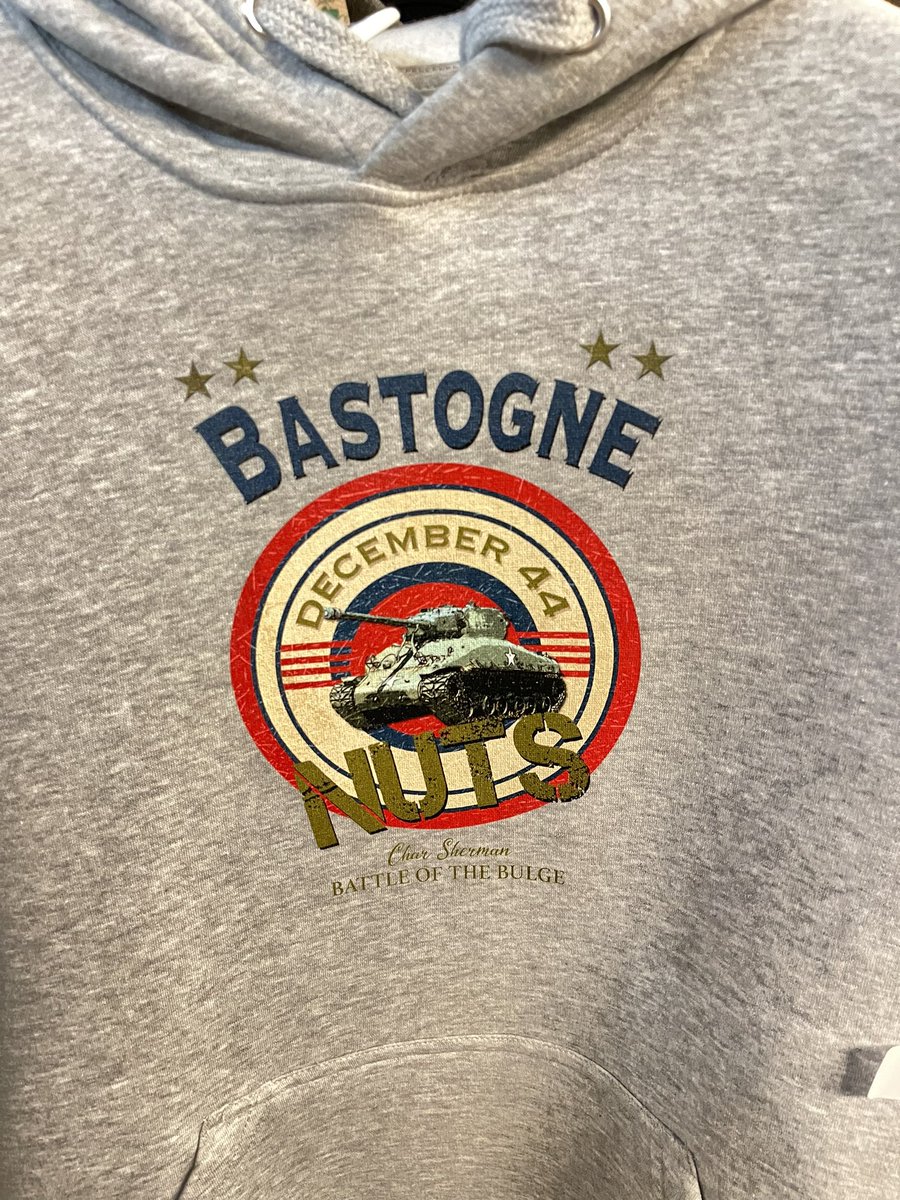 BASTOGNE
DECEMBER 44
NUTS
Char Sherman
BATTLE OF THE BULGE